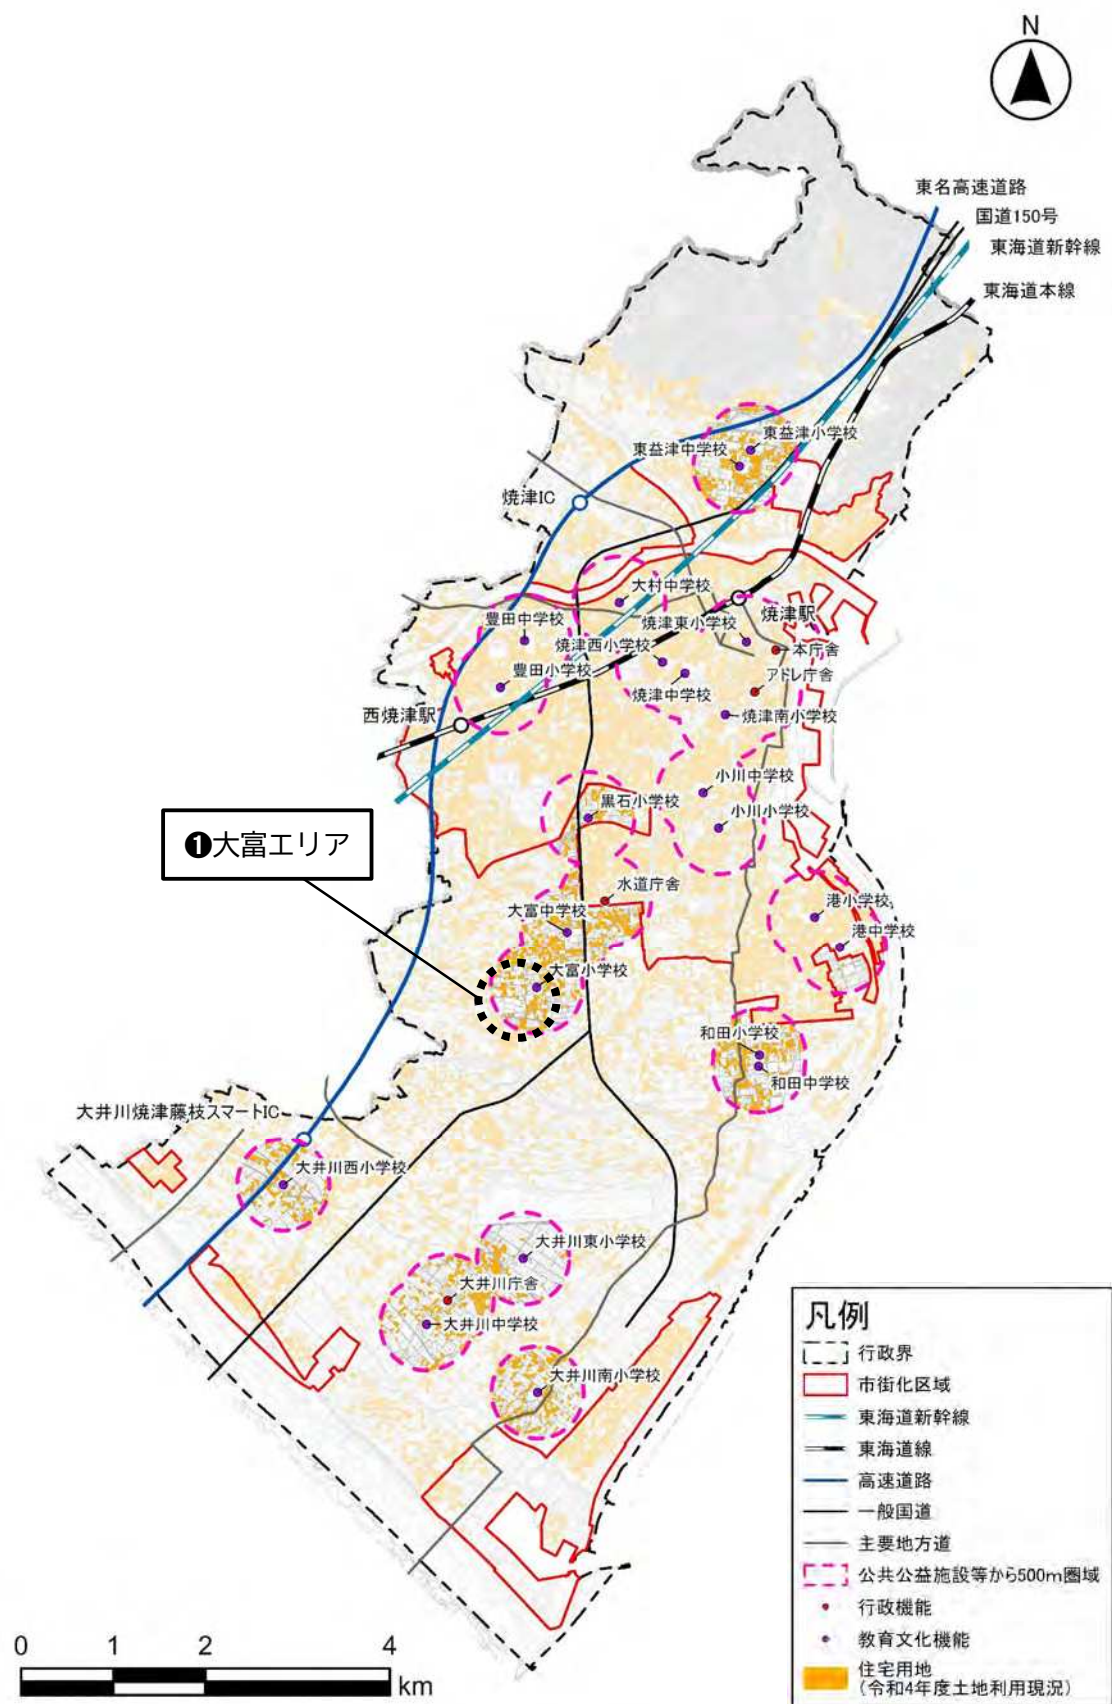 N
東名高速道路
国道150号
東海道新幹線
東海道本線
東益津小学校
東益津中学校
焼津IC
大村中学校
焼津駅
豊田中学校
焼津東小学校
焼津西小学校
本庁舎
豊田小学校
アドレ庁舎
焼津中学校
西焼津駅
焼津南小学校
小川中学校
黒石小学校
小川小学校
❶大富エリア
水道庁舎
港小学校
大富中学校
港中学校
大富小学校
和田小学校
和田中学校
大井川焼津藤枝スマートIC
大井川西小学校
大井川東小学校
大井川庁舎
大井川中学校
大井川南小学校
凡例
行政界
市街化区域
東海道新幹線
東海道線
高速道路
一般国道
主要地方道
公共公益施設等から500m圏域
行政機能
教育文化機能
住宅用地
(令和4年度土地利用現況)
0 1 2 4
km